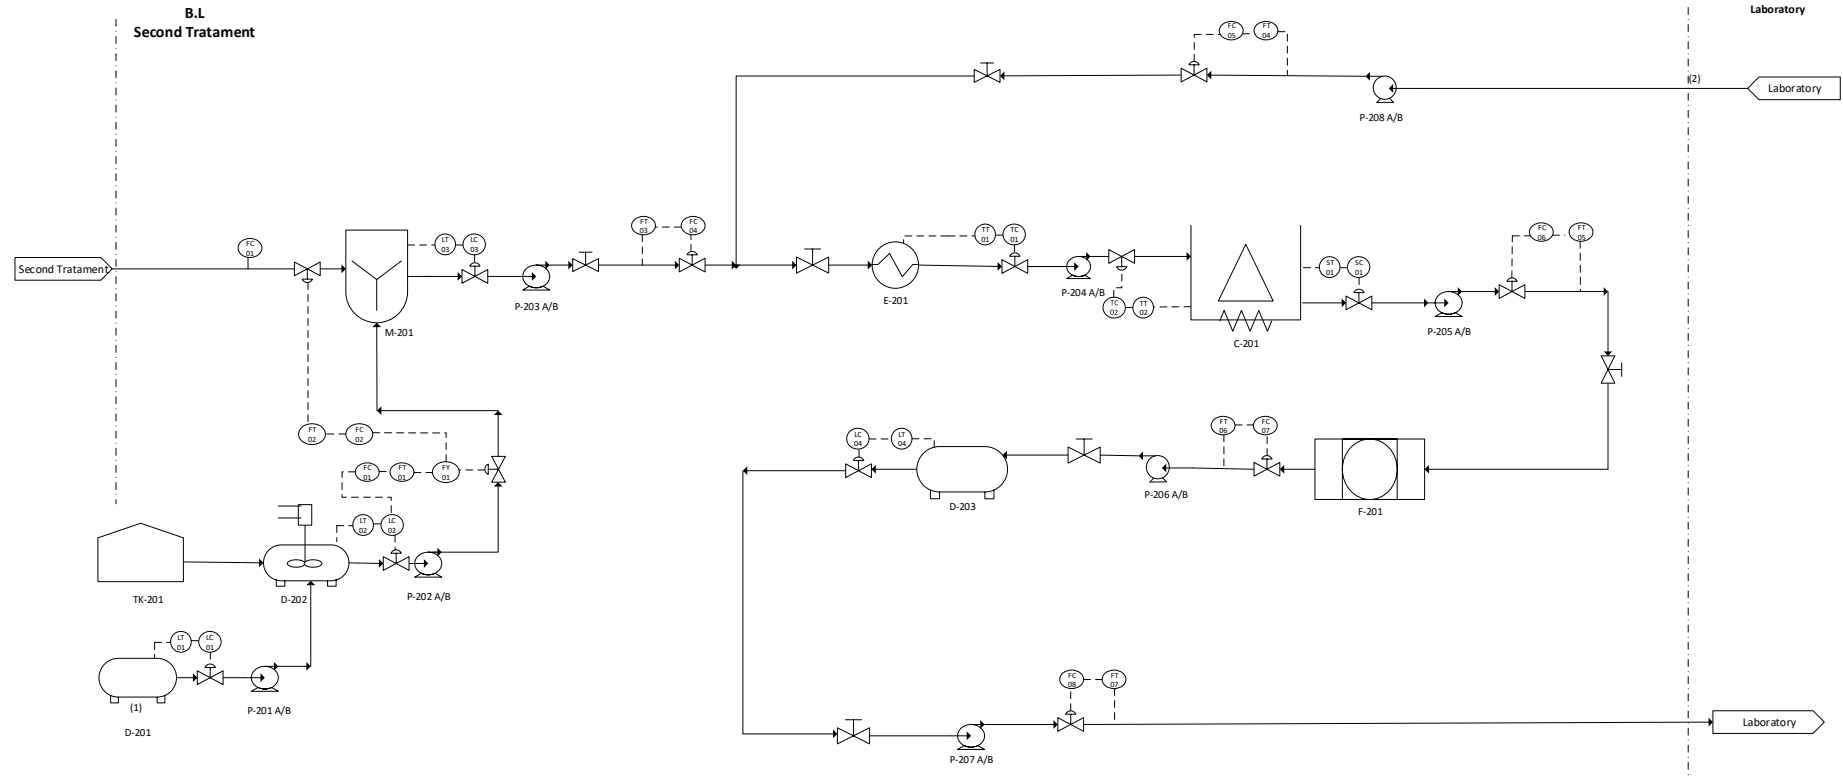 B.L
Second Tratament
Laboratory
FC
05
FT
04
(2)
Laboratory
P-208 A/B
FC
01
Second Tratament
LT
03
LC
03
M-201
P-203 A/B
FT
03
FC
04
E-201
TT
01
TC
01
P-204 A/B
TC
02
TT
02
C-201
ST
01
SC
01
P-205 A/B
FC
06
FT
05
FT
02
FC
02
FC
01
FT
01
FY
01
LT
02
LC
02
TK-201
D-202
P-202 A/B
LT
01
LC
01
(1)
D-201
P-201 A/B
LC
04
LT
04
D-203
P-206 A/B
FT
06
FC
07
F-201
FC
08
FT
07
P-207 A/B
Laboratory